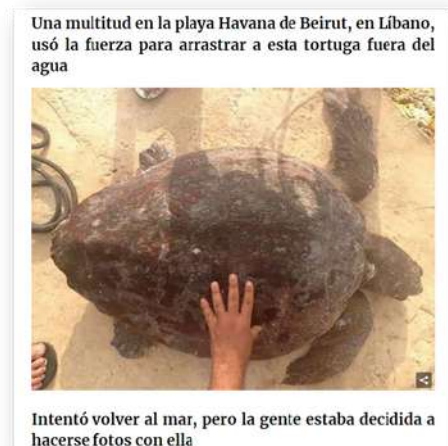 Una multitud en la playa Havana de Beirut, en Líbano,
usó la fuerza para arrastrar a esta tortuga fuera del
agua
Intentó volver al mar, pero la gente estaba decidida a
hacerse fotos con ella